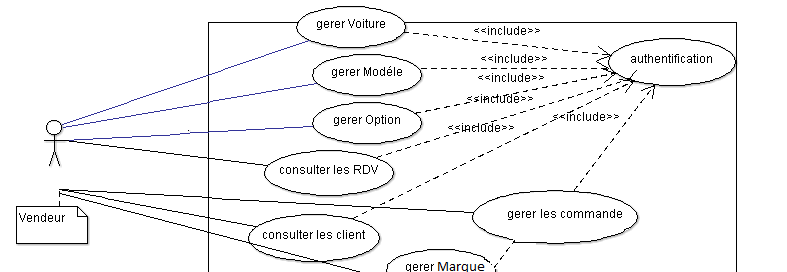 gerer Voiture
<<include>>
authentification
gerer Modéle
<<include>>
<<include>>
gerer Option
<<include>>
<<include>>
<<include>>
consulter les RDV
Vendeur
gerer les commande
consulter les client
gerer Marque